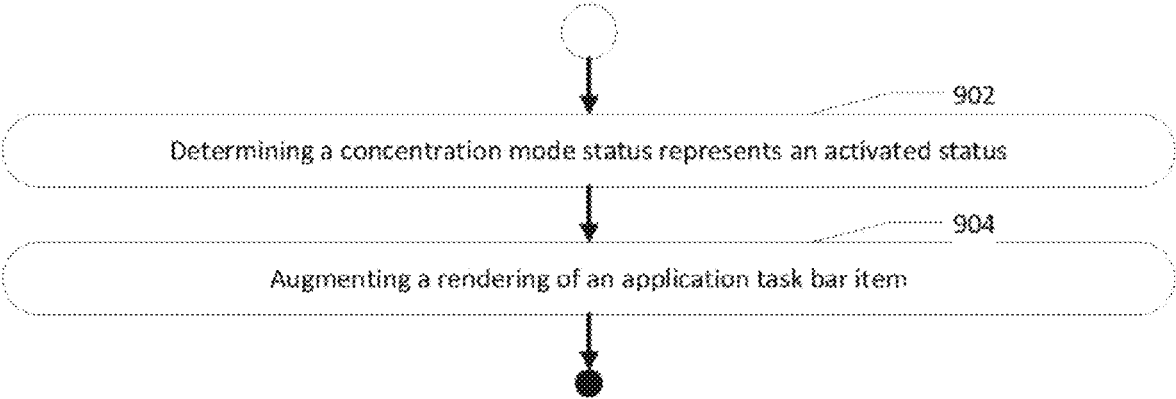 902
Determining a concentration mode status represents an activated status
904
Augmenting a rendering of an application task bar item